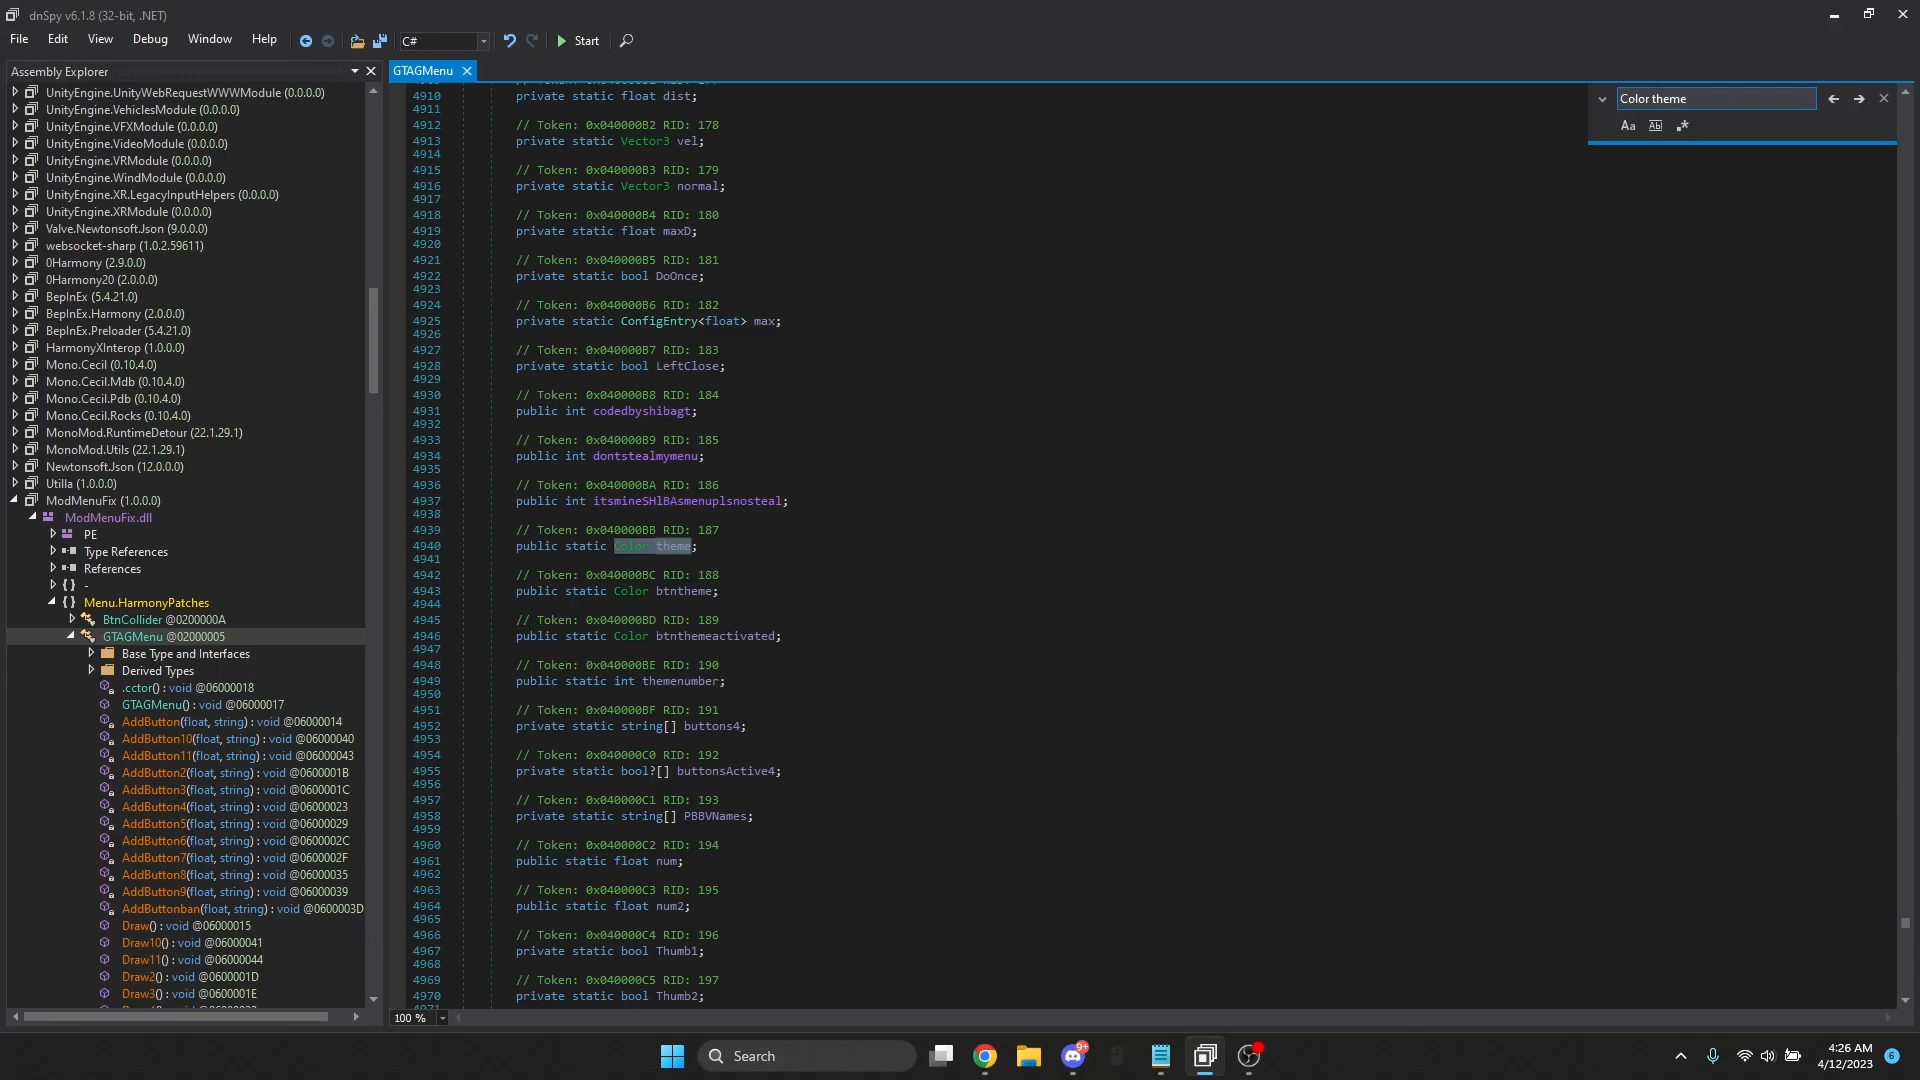 dnSpy v6.1.8 (32-bit, .NET)
File Edit View Debug Window Help C# Start
Assembly Explorer
UnityEngine.UnityWebRequestWWWModule (0.0.0.0)
UnityEngine.VehiclesModule (0.0.0.0)
UnityEngine.VFXModule (0.0.0.0)
UnityEngine.VideoModule (0.0.0.0)
UnityEngine.VRModule (0.0.0.0)
UnityEngine.WindModule (0.0.0.0)
UnityEngine.XR.LegacyInputHelpers (0.0.0.0)
UnityEngine.XRModule (0.0.0.0)
Valve.Newtonsoft.Json (9.0.0.0)
websocket-sharp (1.0.2.59611)
0Harmony (2.9.0.0)
0Harmony20 (2.0.0.0)
BepInEx (5.4.21.0)
BepInEx.Harmony (2.0.0.0)
BepInEx.Preloader (5.4.21.0)
HarmonyXInterop (1.0.0.0)
Mono.Cecil (0.10.4.0)
Mono.Cecil.Mdb (0.10.4.0)
Mono.Cecil.Pdb (0.10.4.0)
Mono.Cecil.Rocks (0.10.4.0)
MonoMod.RuntimeDetour (22.1.29.1)
MonoMod.Utils (22.1.29.1)
Newtonsoft.Json (12.0.0.0)
Utilla (1.0.0.0)
ModMenuFix (1.0.0.0)
ModMenuFix.dll
PE
Type References
References
{ } -
{ } Menu.HarmonyPatches
BtnCollider @0200000A
GTAGMenu @02000005
Base Type and Interfaces
Derived Types
.cctor() : void @06000018
GTAGMenu() : void @06000017
AddButton(float, string) : void @06000014
AddButton10(float, string) : void @06000040
AddButton11(float, string) : void @06000043
AddButton2(float, string) : void @0600001B
AddButton3(float, string) : void @0600001C
AddButton4(float, string) : void @06000023
AddButton5(float, string) : void @06000029
AddButton6(float, string) : void @0600002C
AddButton7(float, string) : void @0600002F
AddButton8(float, string) : void @06000035
AddButton9(float, string) : void @06000039
AddButtonban(float, string) : void @0600003D
Draw() : void @06000015
Draw10() : void @06000041
Draw11() : void @06000044
Draw2() : void @0600001D
Draw3() : void @0600001E
GTAGMenu
4910 private static float dist;
4911
4912 // Token: 0x040000B2 RID: 178
4913 private static Vector3 vel;
4914
4915 // Token: 0x040000B3 RID: 179
4916 private static Vector3 normal;
4917
4918 // Token: 0x040000B4 RID: 180
4919 private static float maxD;
4920
4921 // Token: 0x040000B5 RID: 181
4922 private static bool DoOnce;
4923
4924 // Token: 0x040000B6 RID: 182
4925 private static ConfigEntry<float> max;
4926
4927 // Token: 0x040000B7 RID: 183
4928 private static bool LeftClose;
4929
4930 // Token: 0x040000B8 RID: 184
4931 public int codedbyshibagt;
4932
4933 // Token: 0x040000B9 RID: 185
4934 public int dontstealmymenu;
4935
4936 // Token: 0x040000BA RID: 186
4937 public int itsmineSHlBAsmenuplsnosteal;
4938
4939 // Token: 0x040000BB RID: 187
4940 public static Color theme;
4941
4942 // Token: 0x040000BC RID: 188
4943 public static Color btntheme;
4944
4945 // Token: 0x040000BD RID: 189
4946 public static Color btnthemeactivated;
4947
4948 // Token: 0x040000BE RID: 190
4949 public static int themenumber;
4950
4951 // Token: 0x040000BF RID: 191
4952 private static string[] buttons4;
4953
4954 // Token: 0x040000C0 RID: 192
4955 private static bool?[] buttonsActive4;
4956
4957 // Token: 0x040000C1 RID: 193
4958 private static string[] PBBVNames;
4959
4960 // Token: 0x040000C2 RID: 194
4961 public static float num;
4962
4963 // Token: 0x040000C3 RID: 195
4964 public static float num2;
4965
4966 // Token: 0x040000C4 RID: 196
4967 private static bool Thumb1;
4968
4969 // Token: 0x040000C5 RID: 197
4970 private static bool Thumb2;
Color theme
Aa Ab .*
100 %
Search
9+
4:26 AM
4/12/2023
6